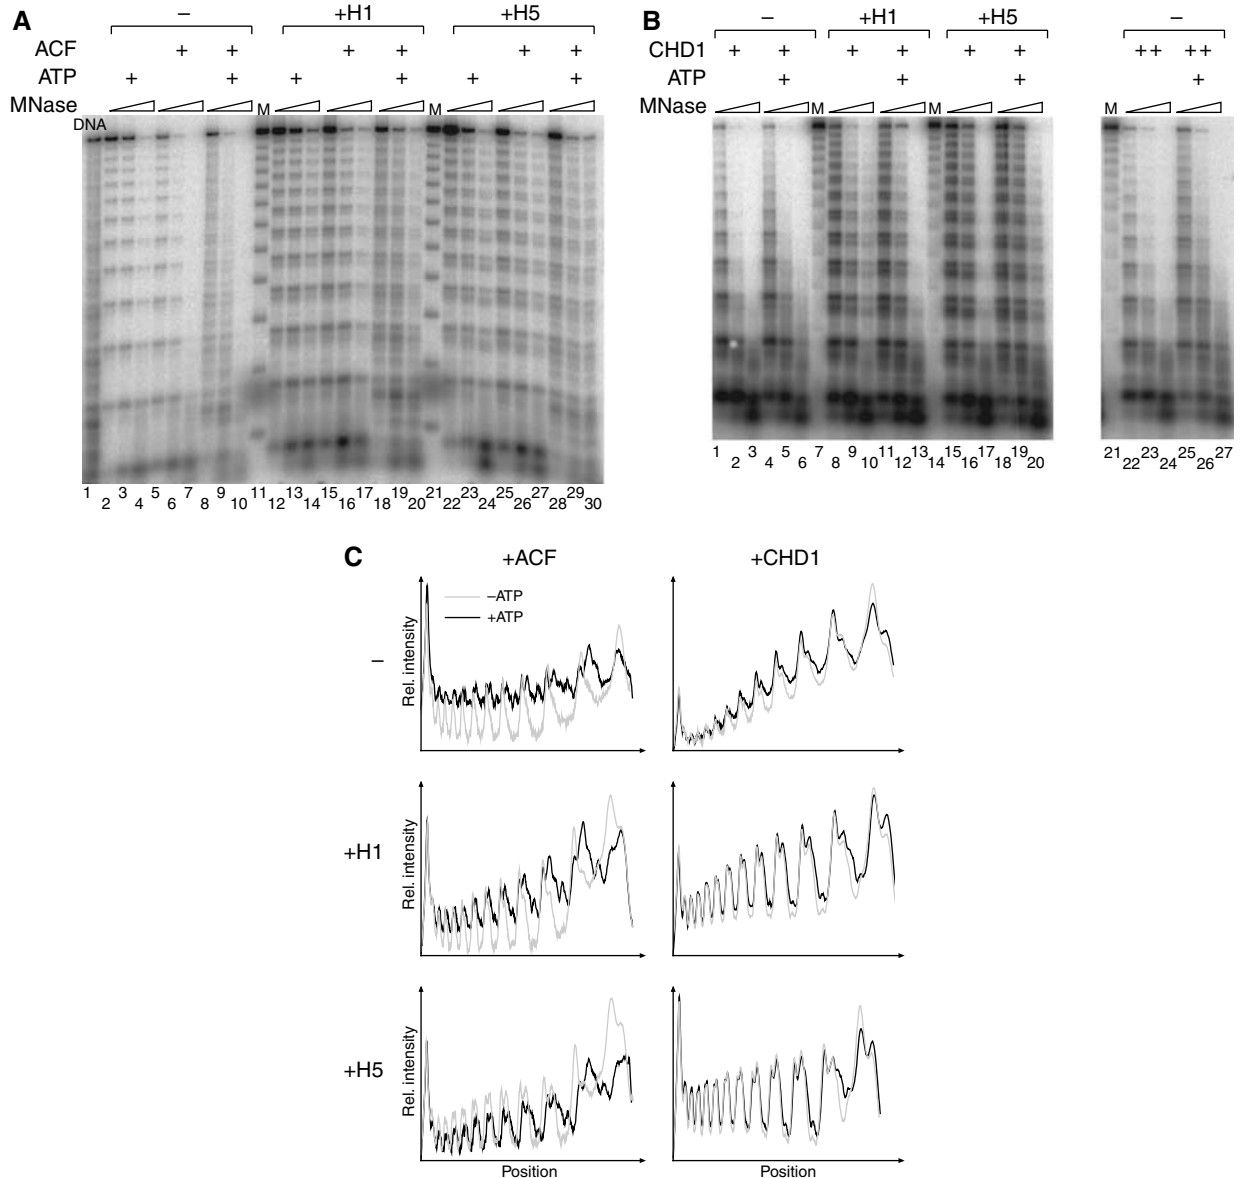 A
– +H1 +H5
ACF + + + + + +
ATP + + + + + +
MNase M M
DNA
1 2 3 4 5 6 7 8 9 10 11 12 13 14 15 16 17 18 19 20 21 22 23 24 25 26 27 28 29 30
B
– +H1 +H5 –
CHD1 + + + + + + ++ ++
ATP + + + +
MNase M M M
1 2 3 4 5 6 7 8 9 10 11 12 13 14 15 16 17 18 19 20 21 22 23 24 25 26 27
C
+ACF +CHD1
–ATP
+ATP
–
Rel. intensity
+H1
Rel. intensity
+H5
Rel. intensity
Position Position